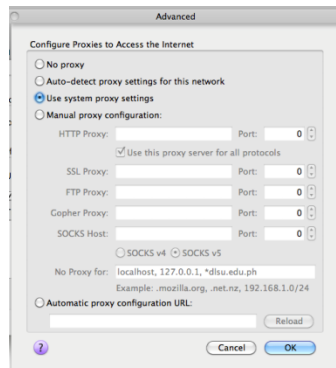 Advanced
Configure Proxies to Access the Internet
No proxy
Auto-detect proxy settings for this network
Use system proxy settings
Manual proxy configuration:
HTTP Proxy: Port: 0
Use this proxy server for all protocols
SSL Proxy: Port: 0
FTP Proxy: Port: 0
Gopher Proxy: Port: 0
SOCKS Host: Port: 0
SOCKS v4 SOCKS v5
No Proxy for: localhost, 127.0.0.1, *dlsu.edu.ph
Example: .mozilla.org, .net.nz, 192.168.1.0/24
Automatic proxy configuration URL:
Reload
? Cancel OK